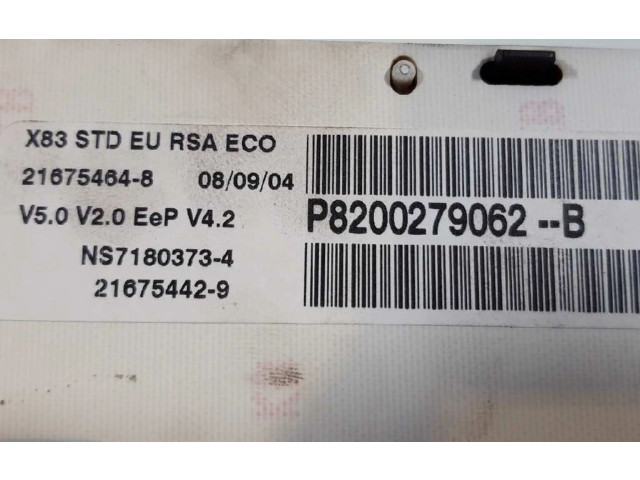 X83 STD EU RSA ECO
21675464-8 08/09/04
V5.0 V2.0 EeP V4.2
P8200279062--B
NS7180373-4
21675442-9